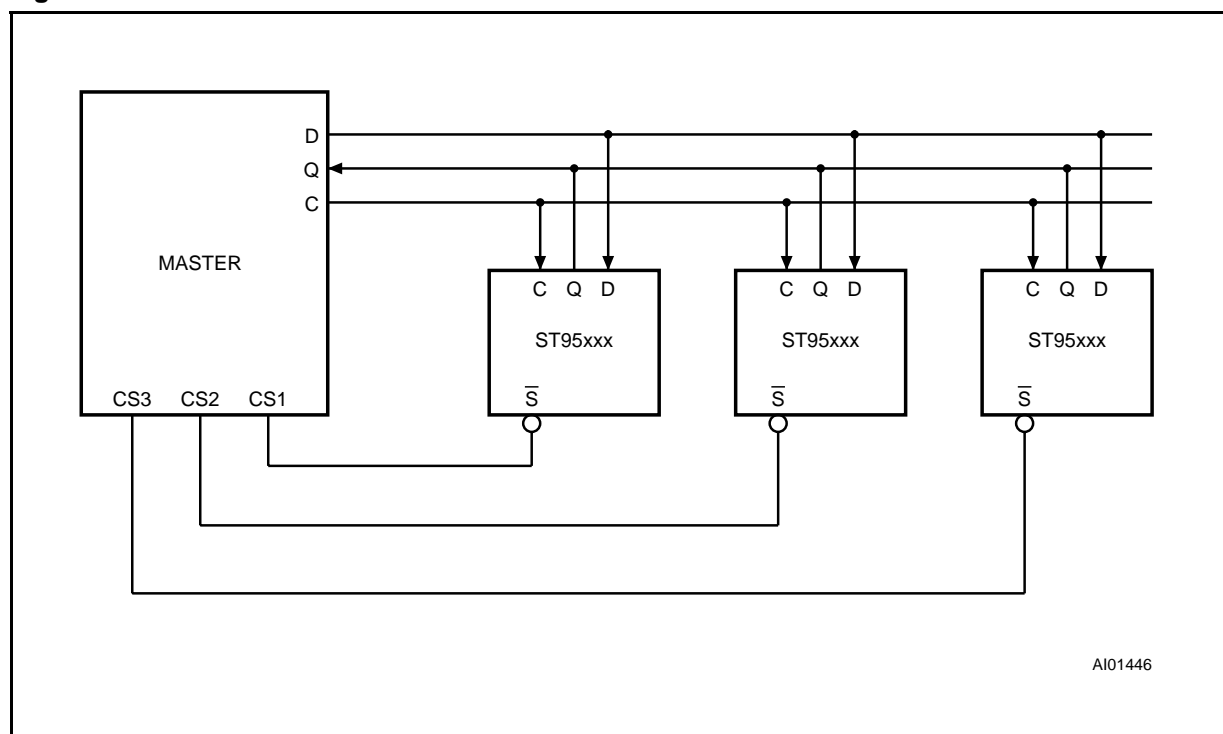 D
Q
C
MASTER
CS3 CS2 CS1
C Q D
ST95xxx
S̅
C Q D
ST95xxx
S̅
C Q D
ST95xxx
S̅
AI01446